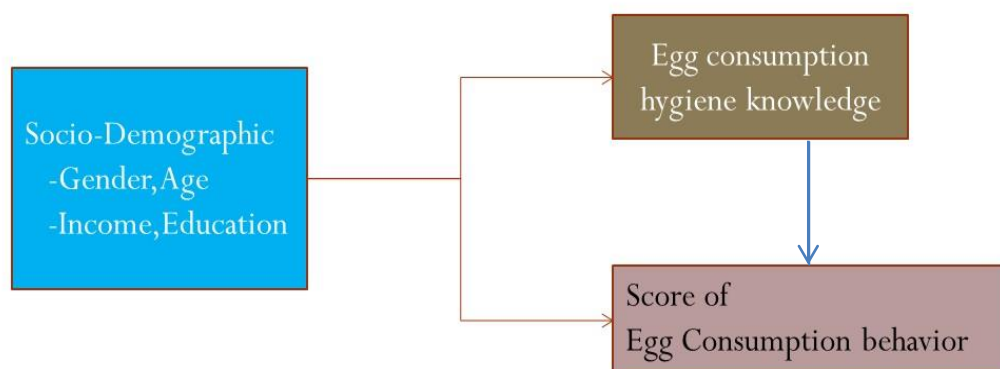 Socio-Demographic
-Gender,Age
-Income,Education
Egg consumption
hygiene knowledge
Score of
Egg Consumption behavior